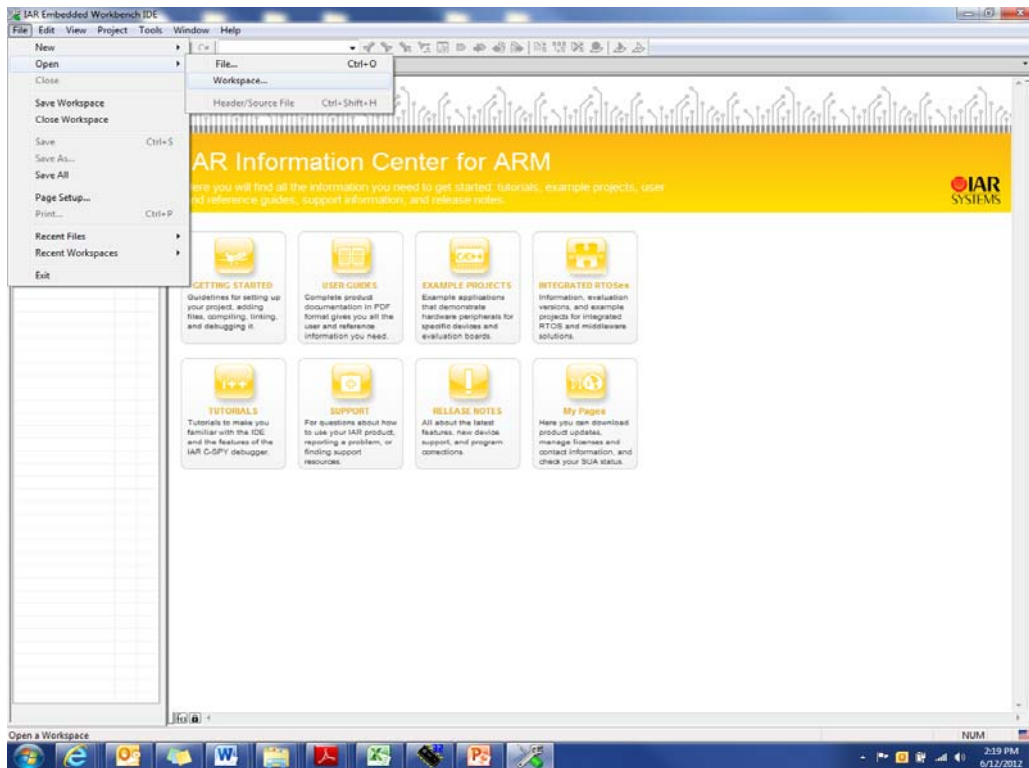 IAR Embedded Workbench IDE
File Edit View Project Tools Window Help
New
Open
Close
Save Workspace
Close Workspace
Save Ctrl+S
Save As...
Save All
Page Setup...
Print... Ctrl+P
Recent Files
Recent Workspaces
Exit
File... Ctrl+O
Workspace...
Header/Source File Ctrl+Shift+H
AR Information Center for ARM
ere you will find all the information you need to get started: tutorials, example projects, user
nd reference guides, support information, and release notes.
IAR
SYSTEMS
GETTING STARTED
Guidelines for setting up
your project, adding
files, compiling, linking,
and debugging it.
USER GUIDES
Complete product
documentation in PDF
format gives you all the
user and reference
information you need.
C/C++
EXAMPLE PROJECTS
Example applications
that demonstrate
hardware peripherals for
specific devices and
evaluation boards.
INTEGRATED RTOSes
Information, evaluation
versions, and example
projects for integrated
RTOS and middleware
solutions.
i++
TUTORIALS
Tutorials to make you
familiar with the IDE
and the features of the
IAR C-SPY debugger.
SUPPORT
For questions about how
to use your IAR product,
reporting a problem, or
finding support
resources.
RELEASE NOTES
All about the latest
features, new device
support, and program
corrections.
My Pages
Here you can download
product updates,
manage licenses and
contact information, and
check your SUA status.
Open a Workspace
NUM
2:19 PM
6/12/2012